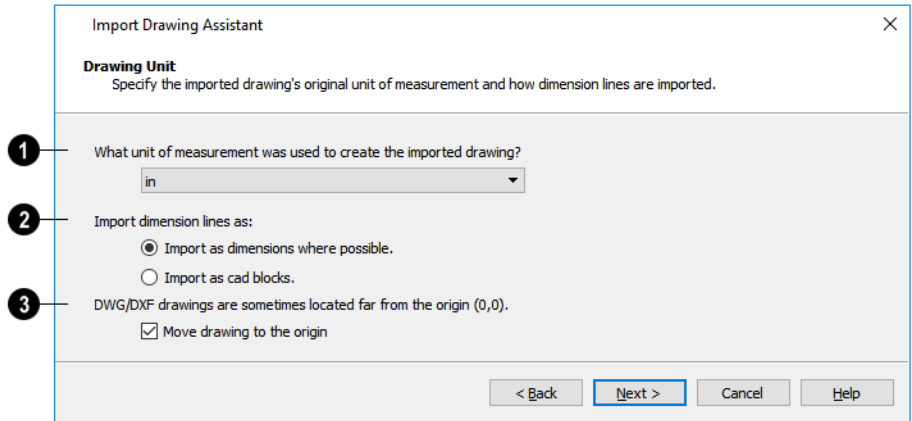 Import Drawing Assistant
Drawing Unit
Specify the imported drawing's original unit of measurement and how dimension lines are imported.
1 What unit of measurement was used to create the imported drawing?
in
2 Import dimension lines as:
Import as dimensions where possible.
Import as cad blocks.
3 DWG/DXF drawings are sometimes located far from the origin (0,0).
Move drawing to the origin
< Back Next > Cancel Help